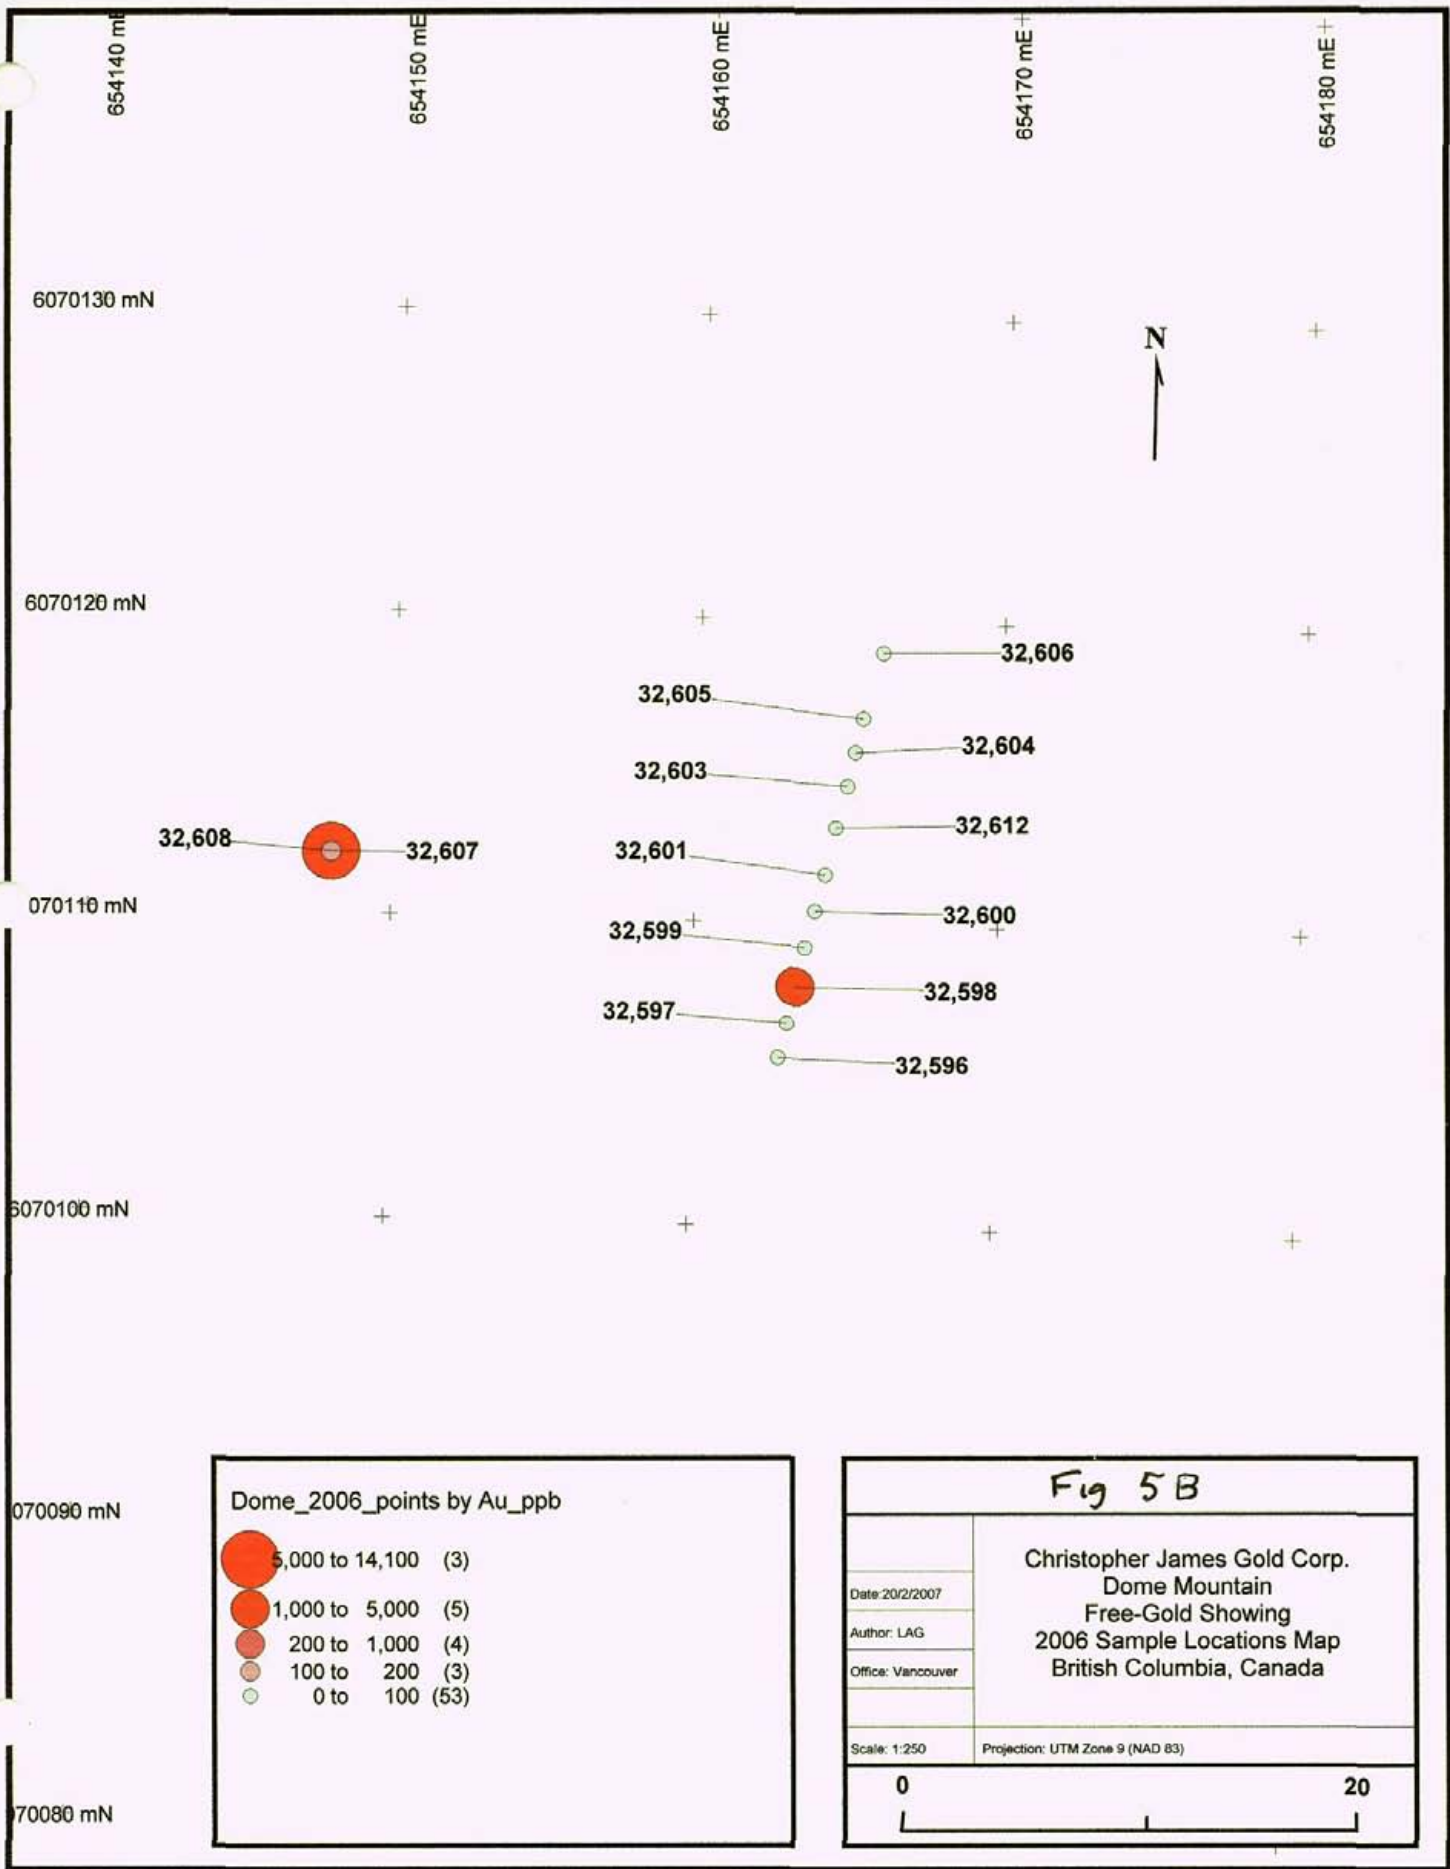 654140 mE
654150 mE
654160 mE
654170 mE
654180 mE
6070130 mN
N
6070120 mN
32,606
32,605
32,604
32,603
32,612
32,608
32,607
32,601
070110 mN
32,600
32,599
32,598
32,597
32,596
6070100 mN
070090 mN
70080 mN
Dome_2006_points by Au_ppb
5,000 to 14,100 (3)
1,000 to 5,000 (5)
200 to 1,000 (4)
100 to 200 (3)
0 to 100 (53)
Fig 5B
Christopher James Gold Corp.
Dome Mountain
Free-Gold Showing
2006 Sample Locations Map
British Columbia, Canada
Date:20/2/2007
Author: LAG
Office: Vancouver
Scale: 1:250
Projection: UTM Zone 9 (NAD 83)
0 20